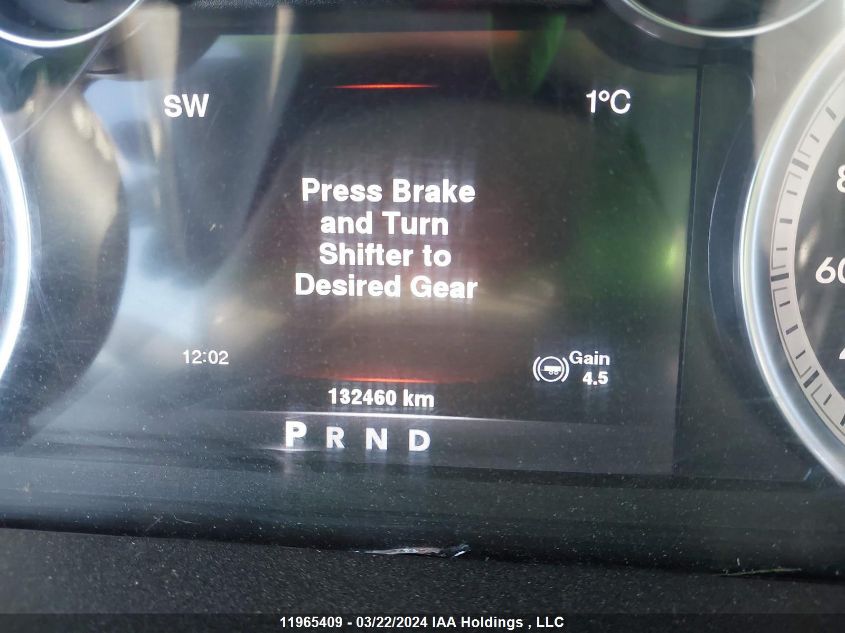 SW
1°C
Press Brake
and Turn
Shifter to
Desired Gear
12:02
Gain
4.5
132460 km
P R N D
60
11965409 - 03/22/2024 IAA Holdings , LLC